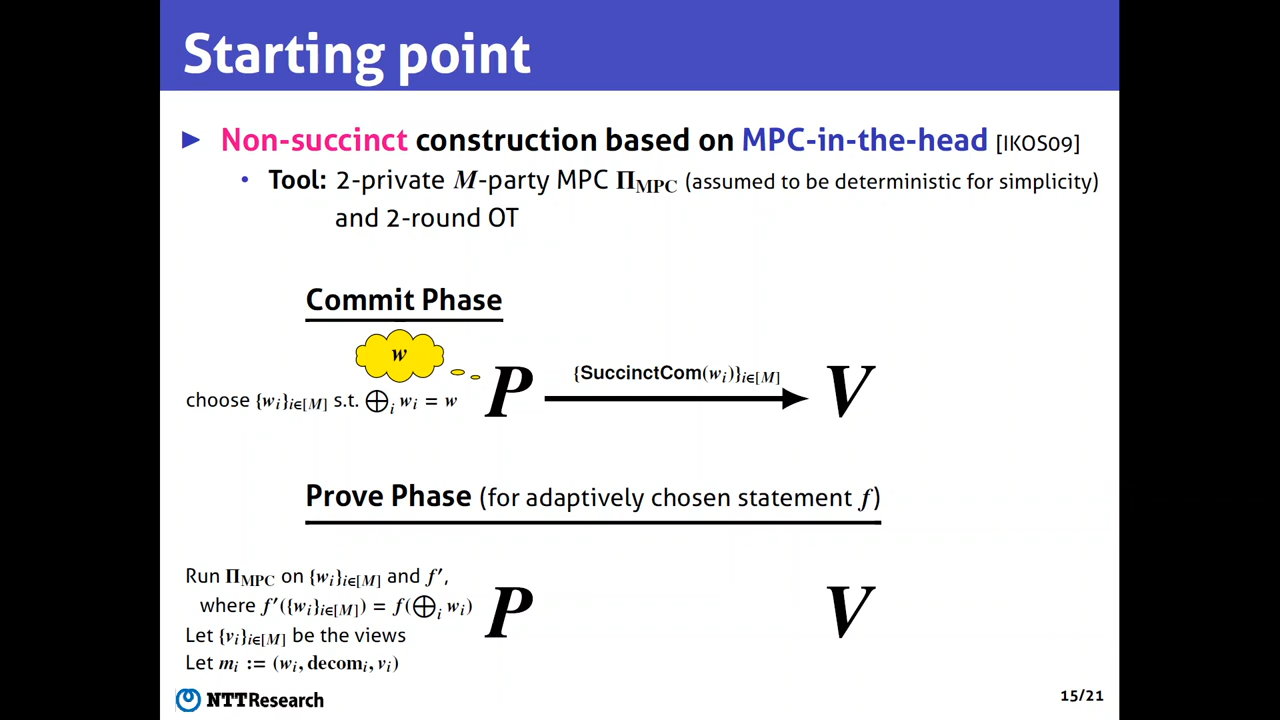 Starting point
▶ Non-succinct construction based on MPC-in-the-head [IKOS09]
• Tool: 2-private M-party MPC Π_MPC (assumed to be deterministic for simplicity)
and 2-round OT
Commit Phase
w
choose {w_i}_{i∈[M]} s.t. ⊕_i w_i = w
P
{SuccinctCom(w_i)}_{i∈[M]}
V
Prove Phase (for adaptively chosen statement f)
Run Π_MPC on {w_i}_{i∈[M]} and f′,
where f′({w_i}_{i∈[M]}) = f(⊕_i w_i)
Let {v_i}_{i∈[M]} be the views
Let m_i := (w_i, decom_i, v_i)
P
V
NTT Research
15/21